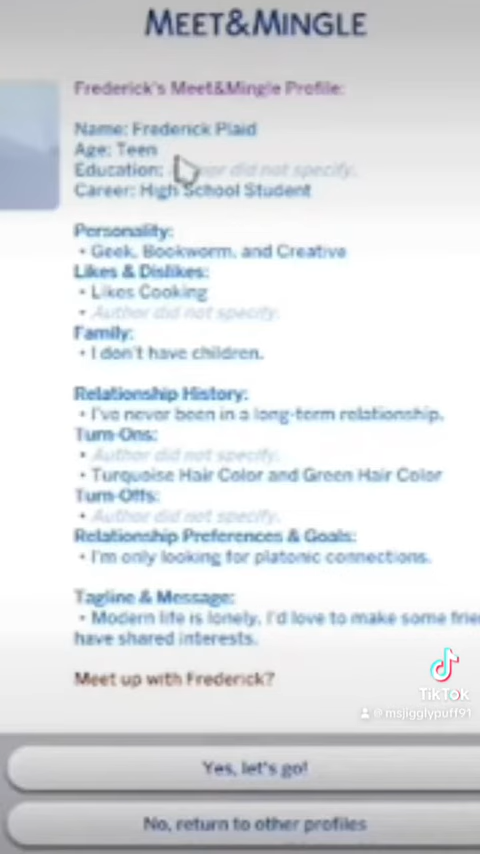 MEET&MINGLE
Frederick's Meet&Mingle Profile:
Name: Frederick Plaid
Age: Teen
Education: did not specify.
Career: High School Student
Personality:
• Geek, Bookworm, and Creative
Likes & Dislikes:
• Likes Cooking
• Author did not specify.
Family:
• I don't have children.
Relationship History:
• I've never been in a long-term relationship.
Turn-Ons:
• Author did not specify.
• Turquoise Hair Color and Green Hair Color
Turn-Offs:
• Author did not specify.
Relationship Preferences & Goals:
• I'm only looking for platonic connections.
Tagline & Message:
• Modern life is lonely. I'd love to make some frie
have shared interests.
Meet up with Frederick?
TikTok
@msjigglypuff91
Yes, let's go!
No, return to other profiles